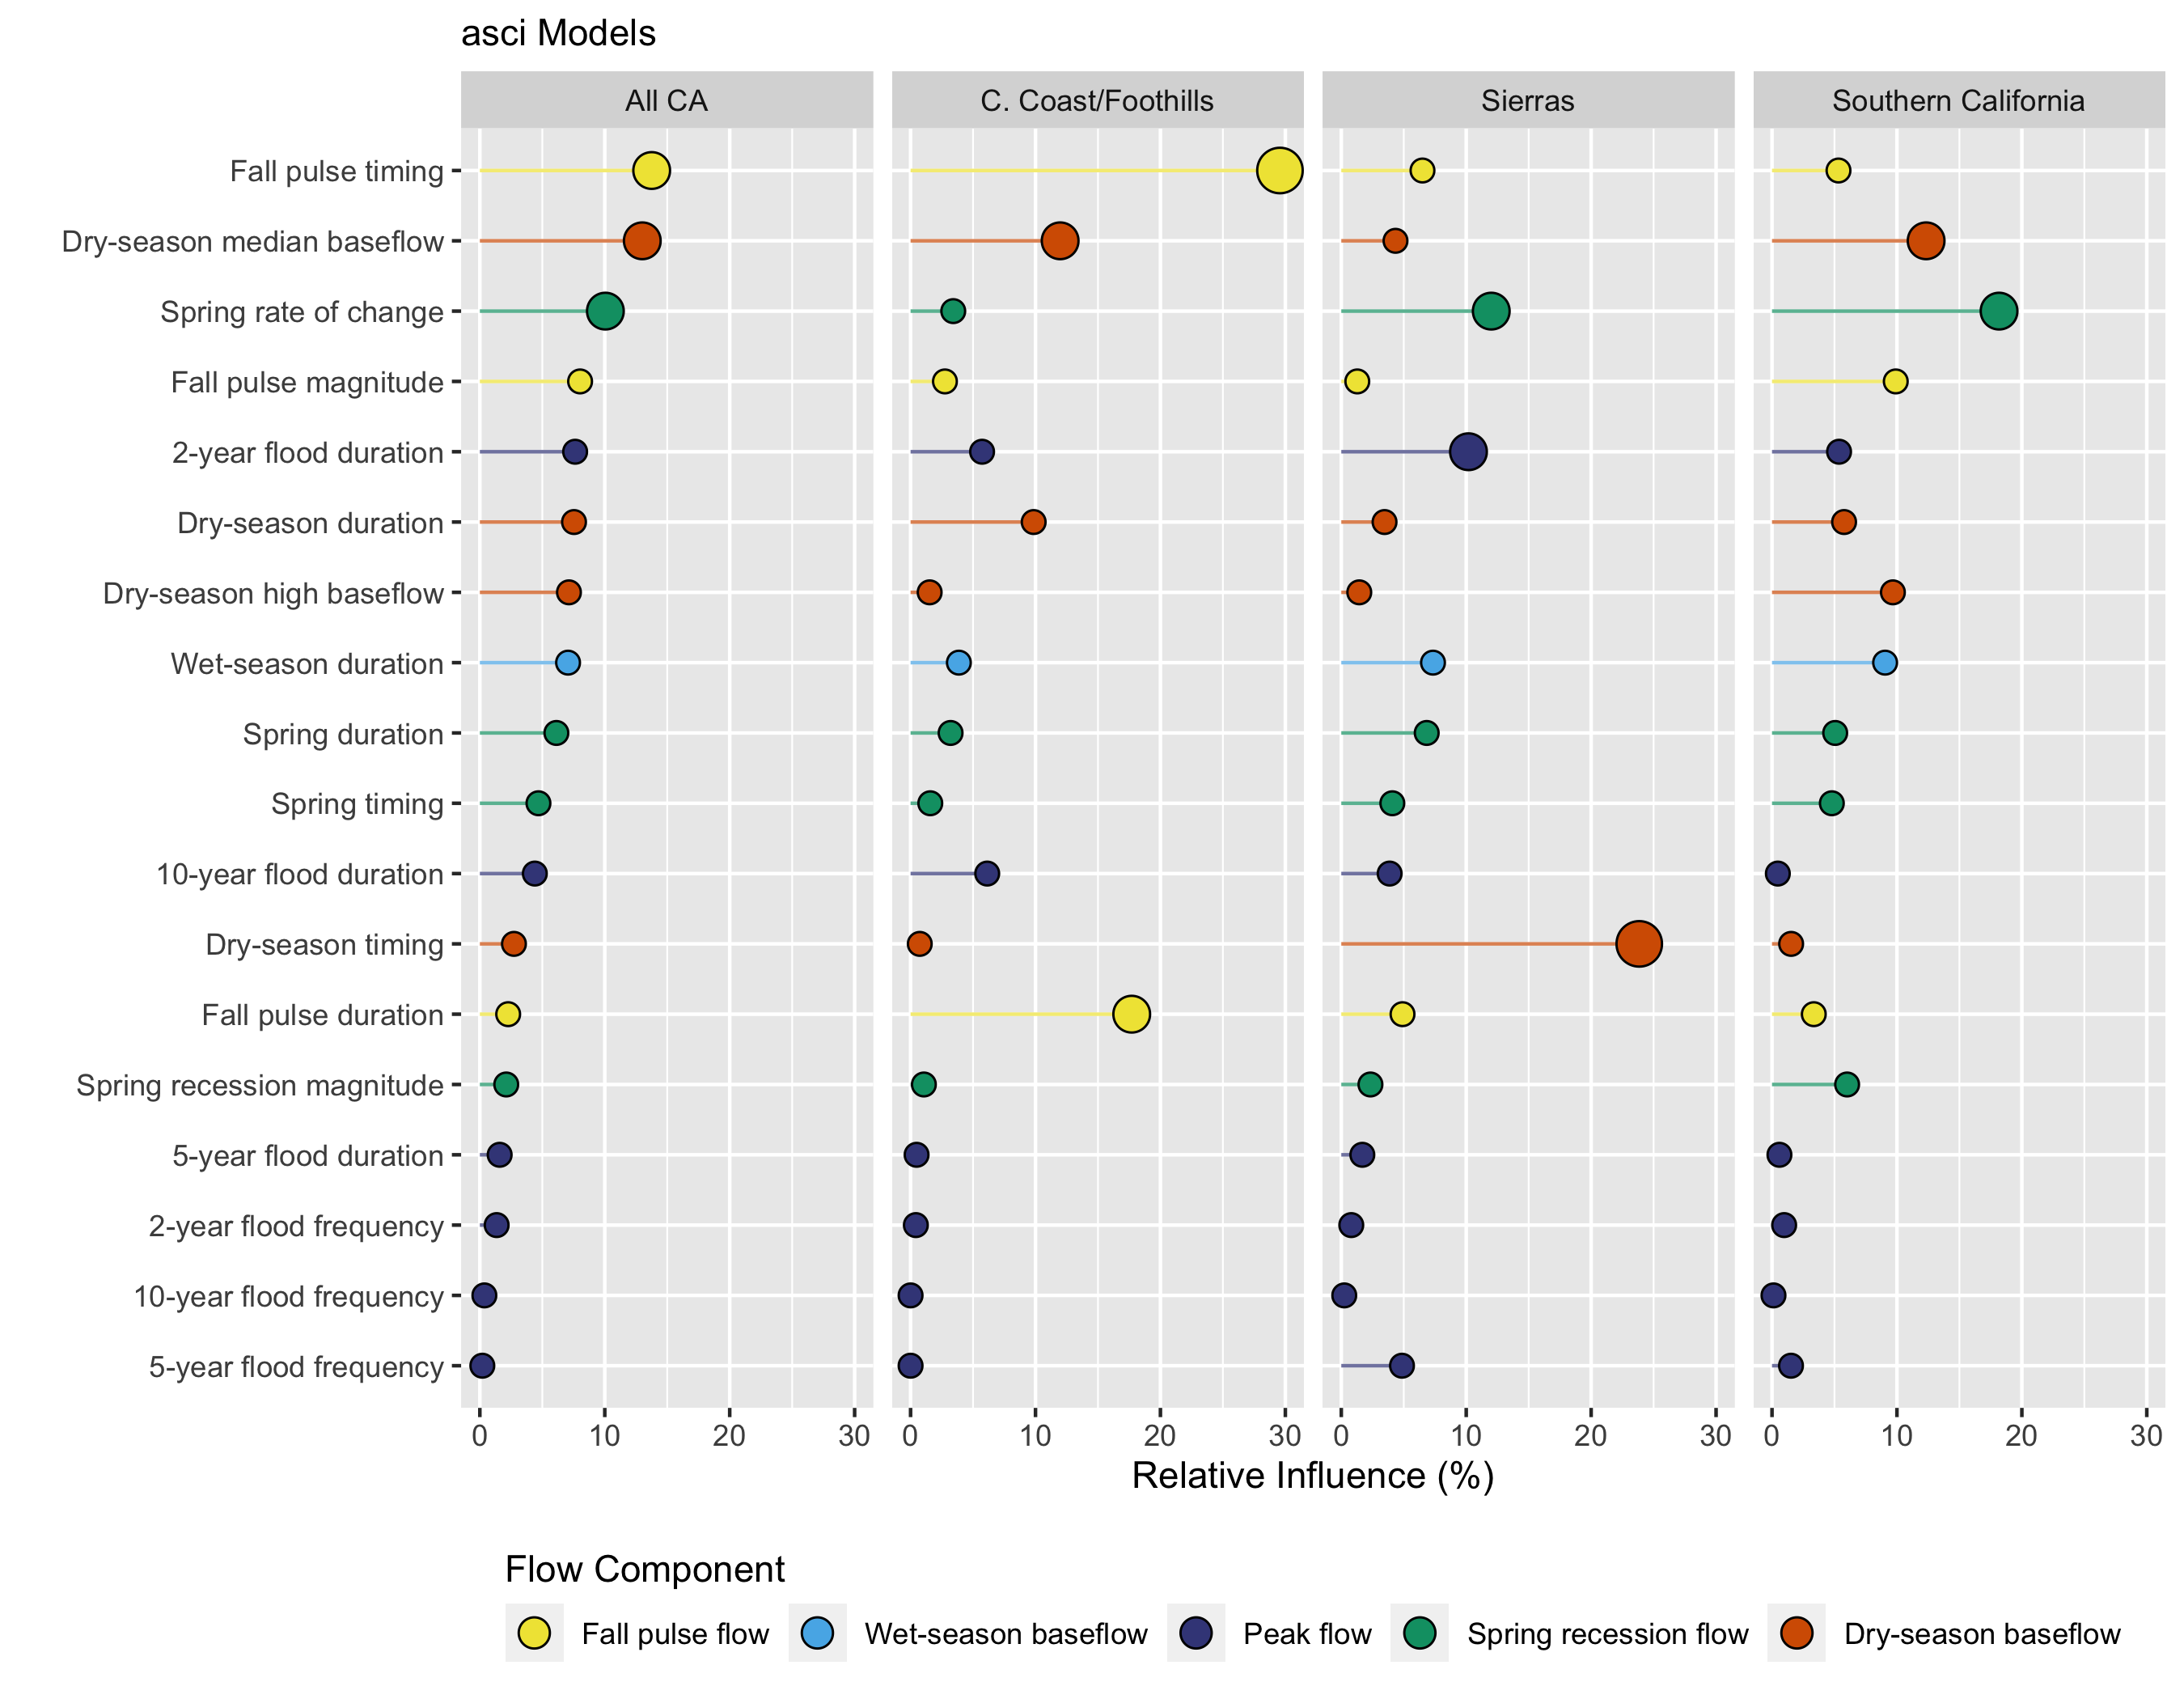 asci Models
All CA
C. Coast/Foothills
Sierras
Southern California
Fall pulse timing
Dry-season median baseflow
Spring rate of change
Fall pulse magnitude
2-year flood duration
Dry-season duration
Dry-season high baseflow
Wet-season duration
Spring duration
Spring timing
10-year flood duration
Dry-season timing
Fall pulse duration
Spring recession magnitude
5-year flood duration
2-year flood frequency
10-year flood frequency
5-year flood frequency
0 10 20 30 0 10 20 30 0 10 20 30 0 10 20 30
Relative Influence (%)
Flow Component
Fall pulse flow Wet-season baseflow Peak flow Spring recession flow Dry-season baseflow